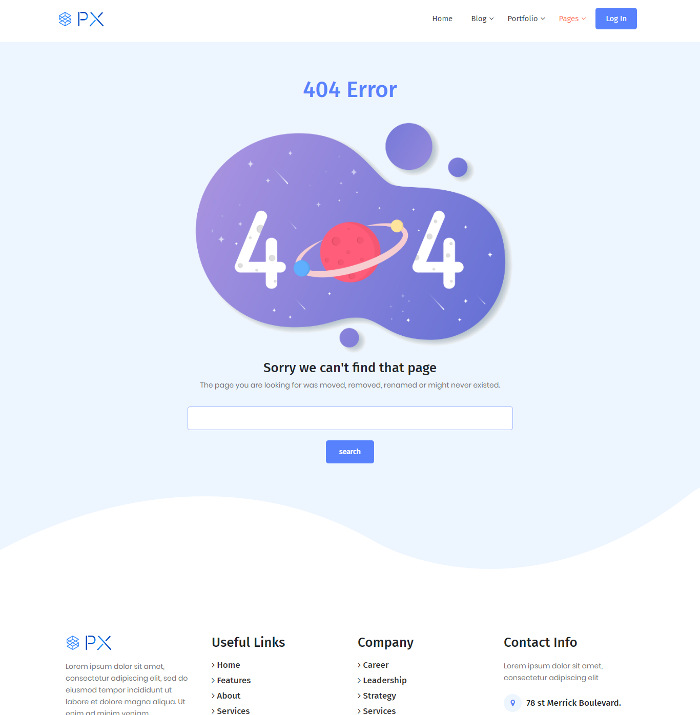 PX
Home Blog Portfolio Pages Log In
404 Error
4 4
Sorry we can't find that page
The page you are looking for was moved, removed, renamed or might never existed.
search
PX
Lorem ipsum dolor sit amet,
consectetur adipiscing elit, sed do
eiusmod tempor incididunt ut
labore et dolore magna aliqua. Ut
enim ad minim veniam
Useful Links
Home
Features
About
Services
Company
Career
Leadership
Strategy
Services
Contact Info
Lorem ipsum dolor sit amet,
consectetur adipiscing elit
78 st Merrick Boulevard.